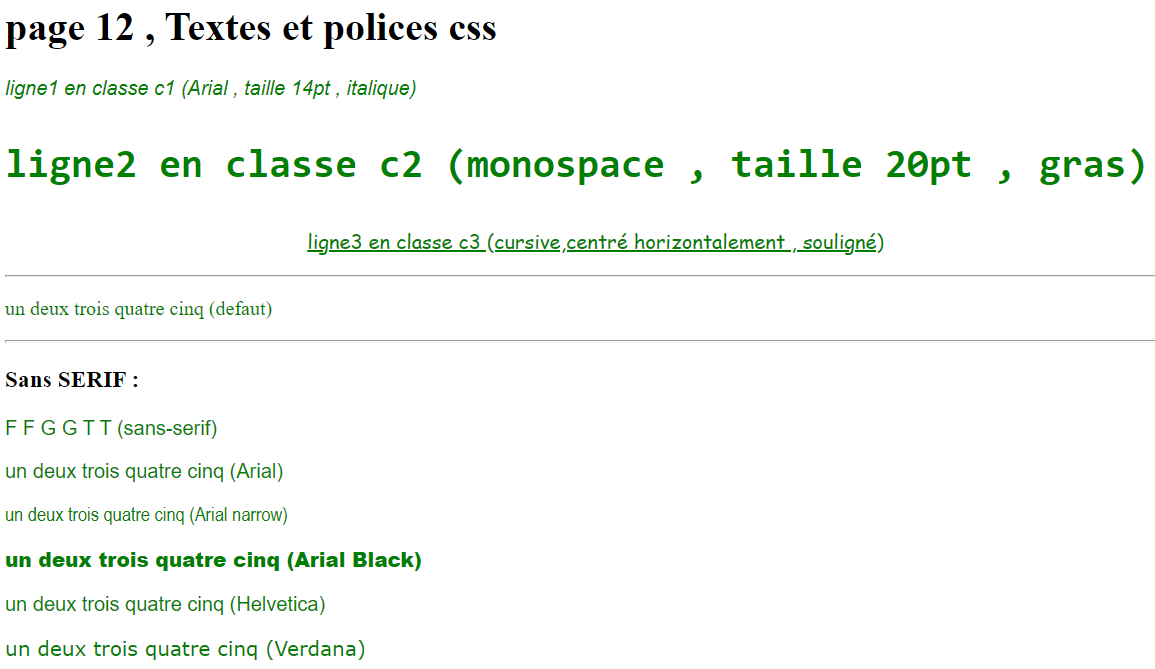 page 12 , Textes et polices css
ligne1 en classe c1 (Arial , taille 14pt , italique)
ligne2 en classe c2 (monospace , taille 20pt , gras)
ligne3 en classe c3 (cursive,centré horizontalement , souligné)
un deux trois quatre cinq (defaut)
Sans SERIF :
F F G G T T (sans-serif)
un deux trois quatre cinq (Arial)
un deux trois quatre cinq (Arial narrow)
un deux trois quatre cinq (Arial Black)
un deux trois quatre cinq (Helvetica)
un deux trois quatre cinq (Verdana)